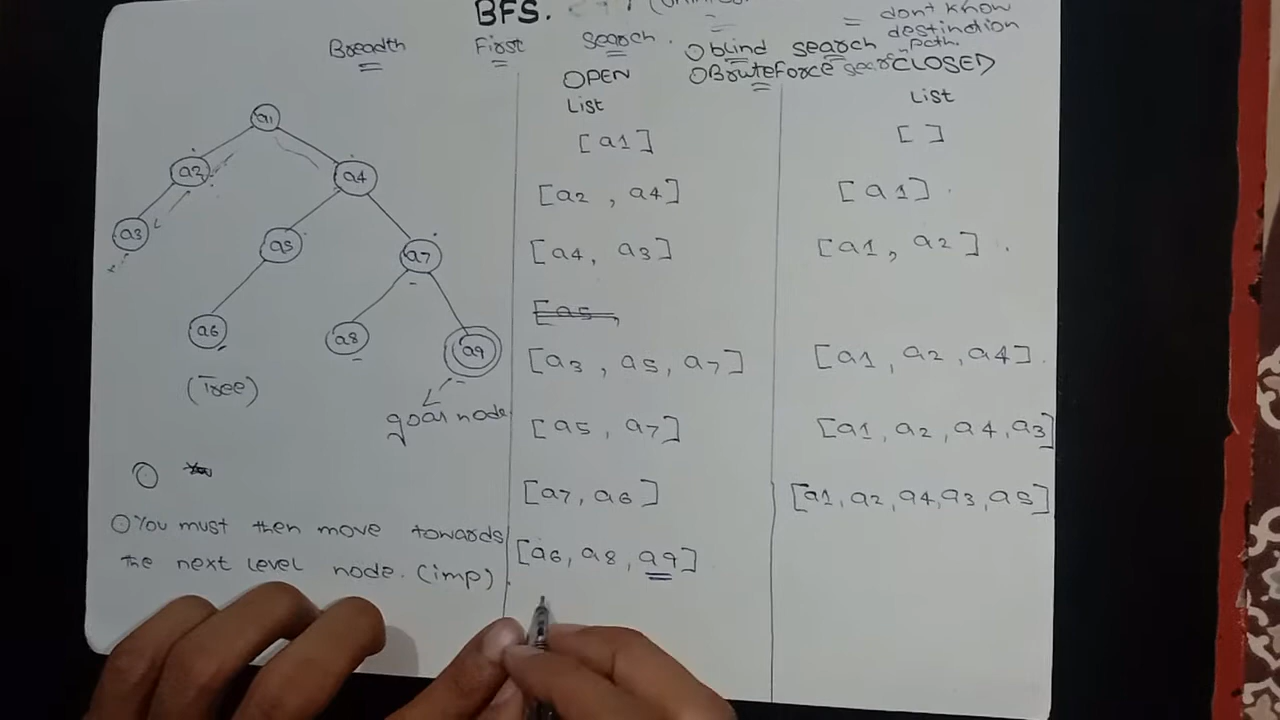 BFS.
= don't know
destination
path.
Breadth First Search.
O blind search
O Bruteforce search
OPEN
List
CLOSED
List
a1
a2
a4
a3
a5
a7
a6
a8
a9
(Tree)
goal node
[a1]
[ ]
[a2, a4]
[a1].
[a4, a3]
[a1, a2].
[a5,
[a3, a5, a7]
[a1, a2, a4].
[a5, a7]
[a1, a2, a4, a3]
[a7, a6]
[a1, a2, a4, a3, a5]
[a6, a8, a9]
O You must then move towards
the next level node. (imp).